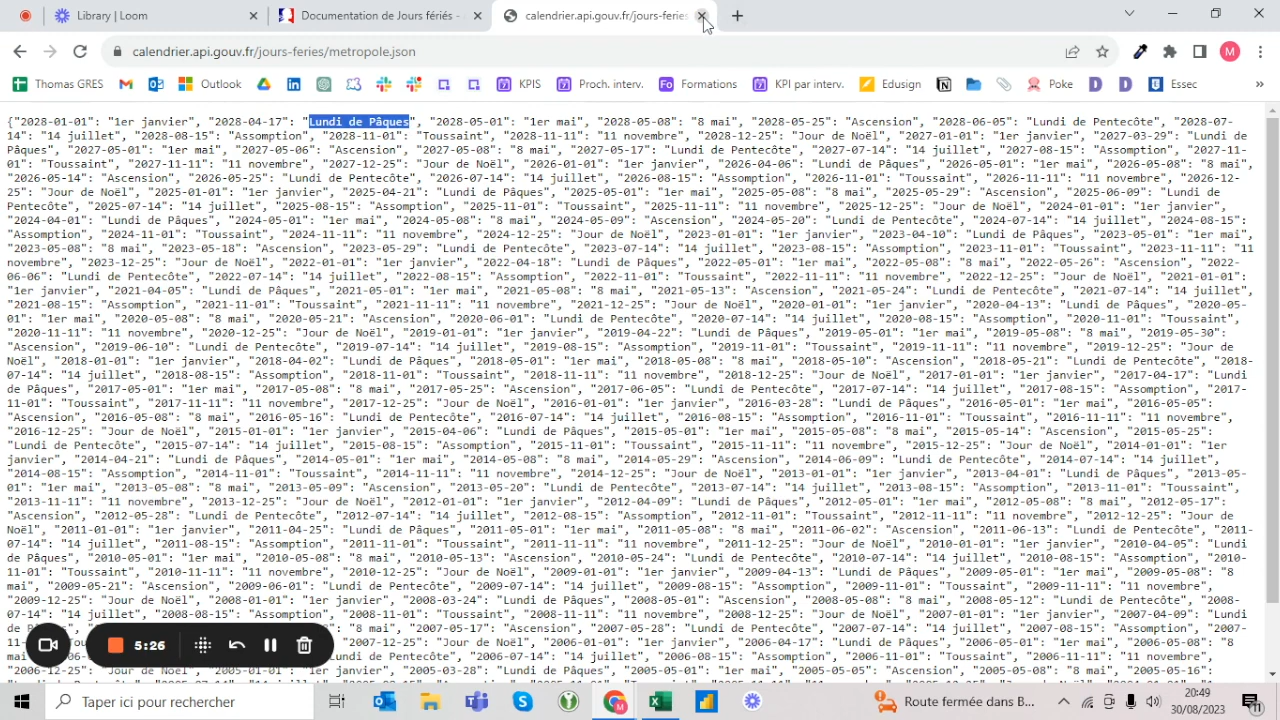 Library | Loom
Documentation de Jours fériés -
calendrier.api.gouv.fr/jours-feries
calendrier.api.gouv.fr/jours-feries/metropole.json
M
Thomas GRES
Outlook
KPIS
Proch. interv.
Fo Formations
KPI par interv.
Edusign
Poke
Essec
{"2028-01-01": "1er janvier", "2028-04-17": "Lundi de Pâques", "2028-05-01": "1er mai", "2028-05-08": "8 mai", "2028-05-25": "Ascension", "2028-06-05": "Lundi de Pentecôte", "2028-07-
14": "14 juillet", "2028-08-15": "Assomption", "2028-11-01": "Toussaint", "2028-11-11": "11 novembre", "2028-12-25": "Jour de Noël", "2027-01-01": "1er janvier", "2027-03-29": "Lundi de
Pâques", "2027-05-01": "1er mai", "2027-05-06": "Ascension", "2027-05-08": "8 mai", "2027-05-17": "Lundi de Pentecôte", "2027-07-14": "14 juillet", "2027-08-15": "Assomption", "2027-11-
01": "Toussaint", "2027-11-11": "11 novembre", "2027-12-25": "Jour de Noël", "2026-01-01": "1er janvier", "2026-04-06": "Lundi de Pâques", "2026-05-01": "1er mai", "2026-05-08": "8 mai",
"2026-05-14": "Ascension", "2026-05-25": "Lundi de Pentecôte", "2026-07-14": "14 juillet", "2026-08-15": "Assomption", "2026-11-01": "Toussaint", "2026-11-11": "11 novembre", "2026-12-
25": "Jour de Noël", "2025-01-01": "1er janvier", "2025-04-21": "Lundi de Pâques", "2025-05-01": "1er mai", "2025-05-08": "8 mai", "2025-05-29": "Ascension", "2025-06-09": "Lundi de
Pentecôte", "2025-07-14": "14 juillet", "2025-08-15": "Assomption", "2025-11-01": "Toussaint", "2025-11-11": "11 novembre", "2025-12-25": "Jour de Noël", "2024-01-01": "1er janvier",
"2024-04-01": "Lundi de Pâques", "2024-05-01": "1er mai", "2024-05-08": "8 mai", "2024-05-09": "Ascension", "2024-05-20": "Lundi de Pentecôte", "2024-07-14": "14 juillet", "2024-08-15":
"Assomption", "2024-11-01": "Toussaint", "2024-11-11": "11 novembre", "2024-12-25": "Jour de Noël", "2023-01-01": "1er janvier", "2023-04-10": "Lundi de Pâques", "2023-05-01": "1er mai",
"2023-05-08": "8 mai", "2023-05-18": "Ascension", "2023-05-29": "Lundi de Pentecôte", "2023-07-14": "14 juillet", "2023-08-15": "Assomption", "2023-11-01": "Toussaint", "2023-11-11": "11
novembre", "2023-12-25": "Jour de Noël", "2022-01-01": "1er janvier", "2022-04-18": "Lundi de Pâques", "2022-05-01": "1er mai", "2022-05-08": "8 mai", "2022-05-26": "Ascension", "2022-
06-06": "Lundi de Pentecôte", "2022-07-14": "14 juillet", "2022-08-15": "Assomption", "2022-11-01": "Toussaint", "2022-11-11": "11 novembre", "2022-12-25": "Jour de Noël", "2021-01-01":
"1er janvier", "2021-04-05": "Lundi de Pâques", "2021-05-01": "1er mai", "2021-05-08": "8 mai", "2021-05-13": "Ascension", "2021-05-24": "Lundi de Pentecôte", "2021-07-14": "14 juillet",
"2021-08-15": "Assomption", "2021-11-01": "Toussaint", "2021-11-11": "11 novembre", "2021-12-25": "Jour de Noël", "2020-01-01": "1er janvier", "2020-04-13": "Lundi de Pâques", "2020-05-
01": "1er mai", "2020-05-08": "8 mai", "2020-05-21": "Ascension", "2020-06-01": "Lundi de Pentecôte", "2020-07-14": "14 juillet", "2020-08-15": "Assomption", "2020-11-01": "Toussaint",
"2020-11-11": "11 novembre", "2020-12-25": "Jour de Noël", "2019-01-01": "1er janvier", "2019-04-22": "Lundi de Pâques", "2019-05-01": "1er mai", "2019-05-08": "8 mai", "2019-05-30":
"Ascension", "2019-06-10": "Lundi de Pentecôte", "2019-07-14": "14 juillet", "2019-08-15": "Assomption", "2019-11-01": "Toussaint", "2019-11-11": "11 novembre", "2019-12-25": "Jour de
Noël", "2018-01-01": "1er janvier", "2018-04-02": "Lundi de Pâques", "2018-05-01": "1er mai", "2018-05-08": "8 mai", "2018-05-10": "Ascension", "2018-05-21": "Lundi de Pentecôte", "2018-
07-14": "14 juillet", "2018-08-15": "Assomption", "2018-11-01": "Toussaint", "2018-11-11": "11 novembre", "2018-12-25": "Jour de Noël", "2017-01-01": "1er janvier", "2017-04-17": "Lundi
de Pâques", "2017-05-01": "1er mai", "2017-05-08": "8 mai", "2017-05-25": "Ascension", "2017-06-05": "Lundi de Pentecôte", "2017-07-14": "14 juillet", "2017-08-15": "Assomption", "2017-
11-01": "Toussaint", "2017-11-11": "11 novembre", "2017-12-25": "Jour de Noël", "2016-01-01": "1er janvier", "2016-03-28": "Lundi de Pâques", "2016-05-01": "1er mai", "2016-05-05":
"Ascension", "2016-05-08": "8 mai", "2016-05-16": "Lundi de Pentecôte", "2016-07-14": "14 juillet", "2016-08-15": "Assomption", "2016-11-01": "Toussaint", "2016-11-11": "11 novembre",
"2016-12-25": "Jour de Noël", "2015-01-01": "1er janvier", "2015-04-06": "Lundi de Pâques", "2015-05-01": "1er mai", "2015-05-08": "8 mai", "2015-05-14": "Ascension", "2015-05-25":
"Lundi de Pentecôte", "2015-07-14": "14 juillet", "2015-08-15": "Assomption", "2015-11-01": "Toussaint", "2015-11-11": "11 novembre", "2015-12-25": "Jour de Noël", "2014-01-01": "1er
janvier", "2014-04-21": "Lundi de Pâques", "2014-05-01": "1er mai", "2014-05-08": "8 mai", "2014-05-29": "Ascension", "2014-06-09": "Lundi de Pentecôte", "2014-07-14": "14 juillet",
"2014-08-15": "Assomption", "2014-11-01": "Toussaint", "2014-11-11": "11 novembre", "2014-12-25": "Jour de Noël", "2013-01-01": "1er janvier", "2013-04-01": "Lundi de Pâques", "2013-05-
01": "1er mai", "2013-05-08": "8 mai", "2013-05-09": "Ascension", "2013-05-20": "Lundi de Pentecôte", "2013-07-14": "14 juillet", "2013-08-15": "Assomption", "2013-11-01": "Toussaint",
"2013-11-11": "11 novembre", "2013-12-25": "Jour de Noël", "2012-01-01": "1er janvier", "2012-04-09": "Lundi de Pâques", "2012-05-01": "1er mai", "2012-05-08": "8 mai", "2012-05-17":
"Ascension", "2012-05-28": "Lundi de Pentecôte", "2012-07-14": "14 juillet", "2012-08-15": "Assomption", "2012-11-01": "Toussaint", "2012-11-11": "11 novembre", "2012-12-25": "Jour de
Noël", "2011-01-01": "1er janvier", "2011-04-25": "Lundi de Pâques", "2011-05-01": "1er mai", "2011-05-08": "8 mai", "2011-06-02": "Ascension", "2011-06-13": "Lundi de Pentecôte", "2011-
07-14": "14 juillet", "2011-08-15": "Assomption", "2011-11-01": "Toussaint", "2011-11-11": "11 novembre", "2011-12-25": "Jour de Noël", "2010-01-01": "1er janvier", "2010-04-05": "Lundi
de Pâques", "2010-05-01": "1er mai", "2010-05-08": "8 mai", "2010-05-13": "Ascension", "2010-05-24": "Lundi de Pentecôte", "2010-07-14": "14 juillet", "2010-08-15": "Assomption", "2010-
11-01": "Toussaint", "2010-11-11": "11 novembre", "2010-12-25": "Jour de Noël", "2009-01-01": "1er janvier", "2009-04-13": "Lundi de Pâques", "2009-05-01": "1er mai", "2009-05-08": "8
mai", "2009-05-21": "Ascension", "2009-06-01": "Lundi de Pentecôte", "2009-07-14": "14 juillet", "2009-08-15": "Assomption", "2009-11-01": "Toussaint", "2009-11-11": "11 novembre",
"2009-12-25": "Jour de Noël", "2008-01-01": "1er janvier", "2008-03-24": "Lundi de Pâques", "2008-05-01": "Ascension", "2008-05-08": "8 mai", "2008-05-12": "Lundi de Pentecôte", "2008-
07-14": "14 juillet", "2008-08-15": "Assomption", "2008-11-01": "Toussaint", "2008-11-11": "11 novembre", "2008-12-25": "Jour de Noël", "2007-01-01": "1er janvier", "2007-04-09": "Lundi
de "8 mai", "2007-05-17": "Ascension", "2007-05-28": "Lundi de Pentecôte", "2007-07-14": "14 juillet", "2007-08-15": "Assomption", "2007-
11- "2007-12-25": "Jour de Noël", "2006-01-01": "1er janvier", "2006-04-17": "Lundi de Pâques", "2006-05-01": "1er mai", "2006-05-08": "8
mai de Pentecôte", "2006-07-14": "14 juillet", "2006-08-15": "Assomption", "2006-11-01": "Toussaint", "2006-11-11": "11 novembre",
"2006-12-25": "Jour de Noël", "2005-01-01": "1er janvier", "2005-03-28": "Lundi de Pâques", "2005-05-01": "1er mai", "2005-05-05": "Ascension", "2005-05-08": "8 mai", "2005-05-16":
5:26
Taper ici pour rechercher
Route fermée dans B...
20:49
30/08/2023
11